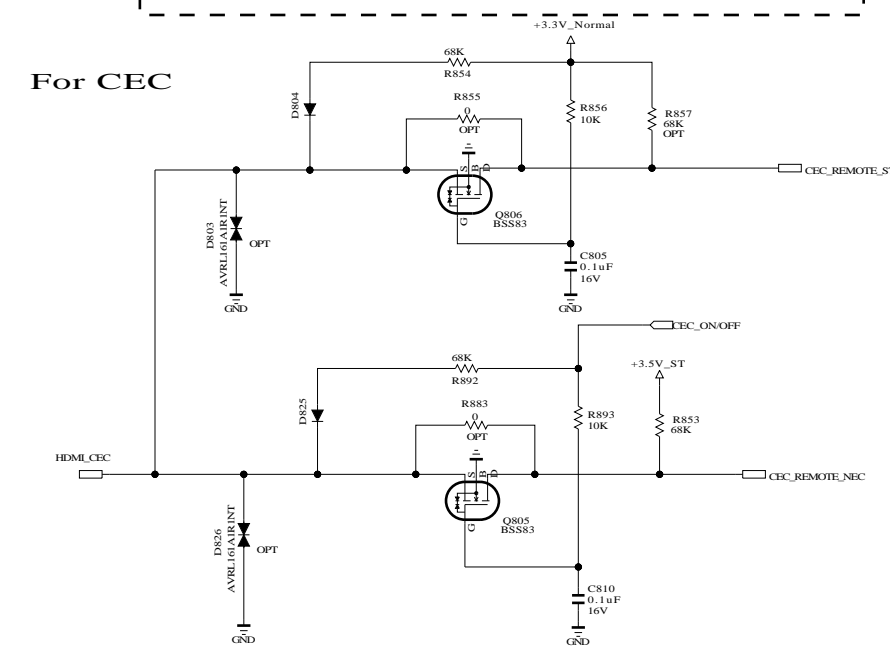 +3.3V_Normal
For CEC
68K
R854
D804
R855
0
OPT
R856
10K
R857
68K
OPT
S
B
D
CEC_REMOTE_ST
G
Q806
BSS83
D803
AVRL161A1R1NT
OPT
C805
0.1uF
16V
GND
GND
CEC_ON/OFF
68K
R892
+3.5V_ST
D825
R883
0
OPT
R893
10K
R853
68K
HDMI_CEC
S
B
D
CEC_REMOTE_NEC
G
Q805
BSS83
D826
AVRL161A1R1NT
OPT
C810
0.1uF
16V
GND
GND